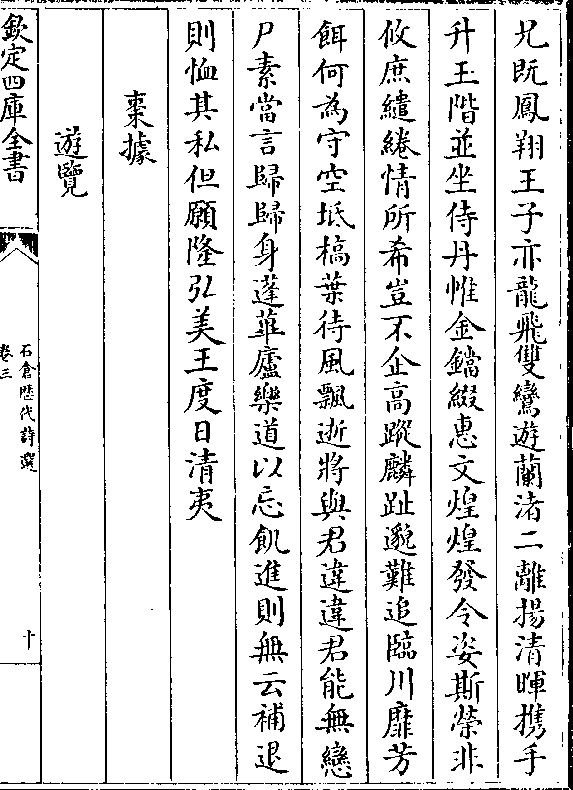 兄既鳳翔王子亦龍飛雙鸞遊蘭渚二離揚清暉携手
升玉階並坐侍丹帷金鐺綴惠文煌煌發令姿斯榮非
攸庶繾綣情所希豈不企高蹤麟趾邈難追臨川靡芳
餌何為守空坻槁葉待風飄逝將與君違違君能無戀
尸素當言歸歸身蓬蓽廬樂道以忘飢進則無云補退
則恤其私但願隆弘美王度日清夷
棗據
遊覽
欽定四庫全書
石倉歴代詩選
卷三
十